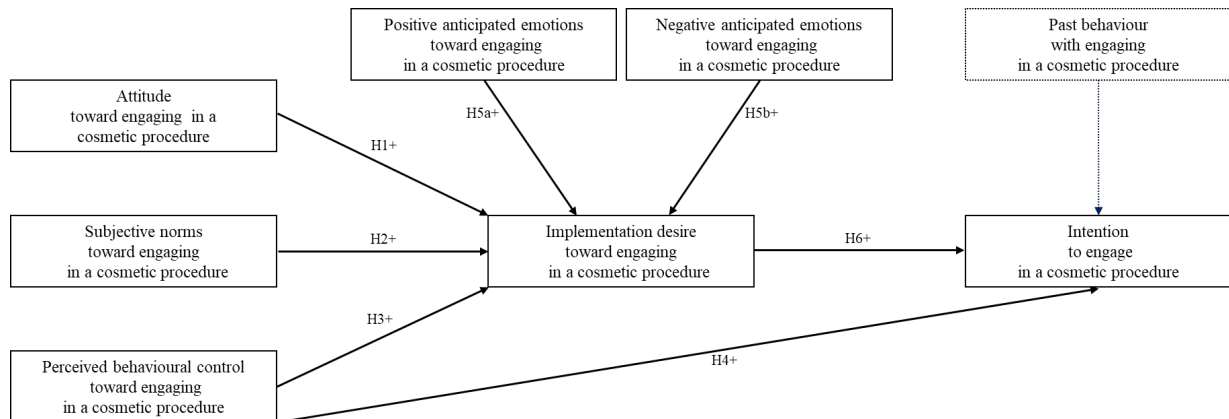 Positive anticipated emotions
toward engaging
in a cosmetic procedure
Negative anticipated emotions
toward engaging
in a cosmetic procedure
Past behaviour
with engaging
in a cosmetic procedure
Attitude
toward engaging in a
cosmetic procedure
H5a+
H5b+
H1+
Subjective norms
toward engaging
in a cosmetic procedure
H2+
Implementation desire
toward engaging
in a cosmetic procedure
H6+
Intention
to engage
in a cosmetic procedure
H3+
Perceived behavioural control
toward engaging
in a cosmetic procedure
H4+